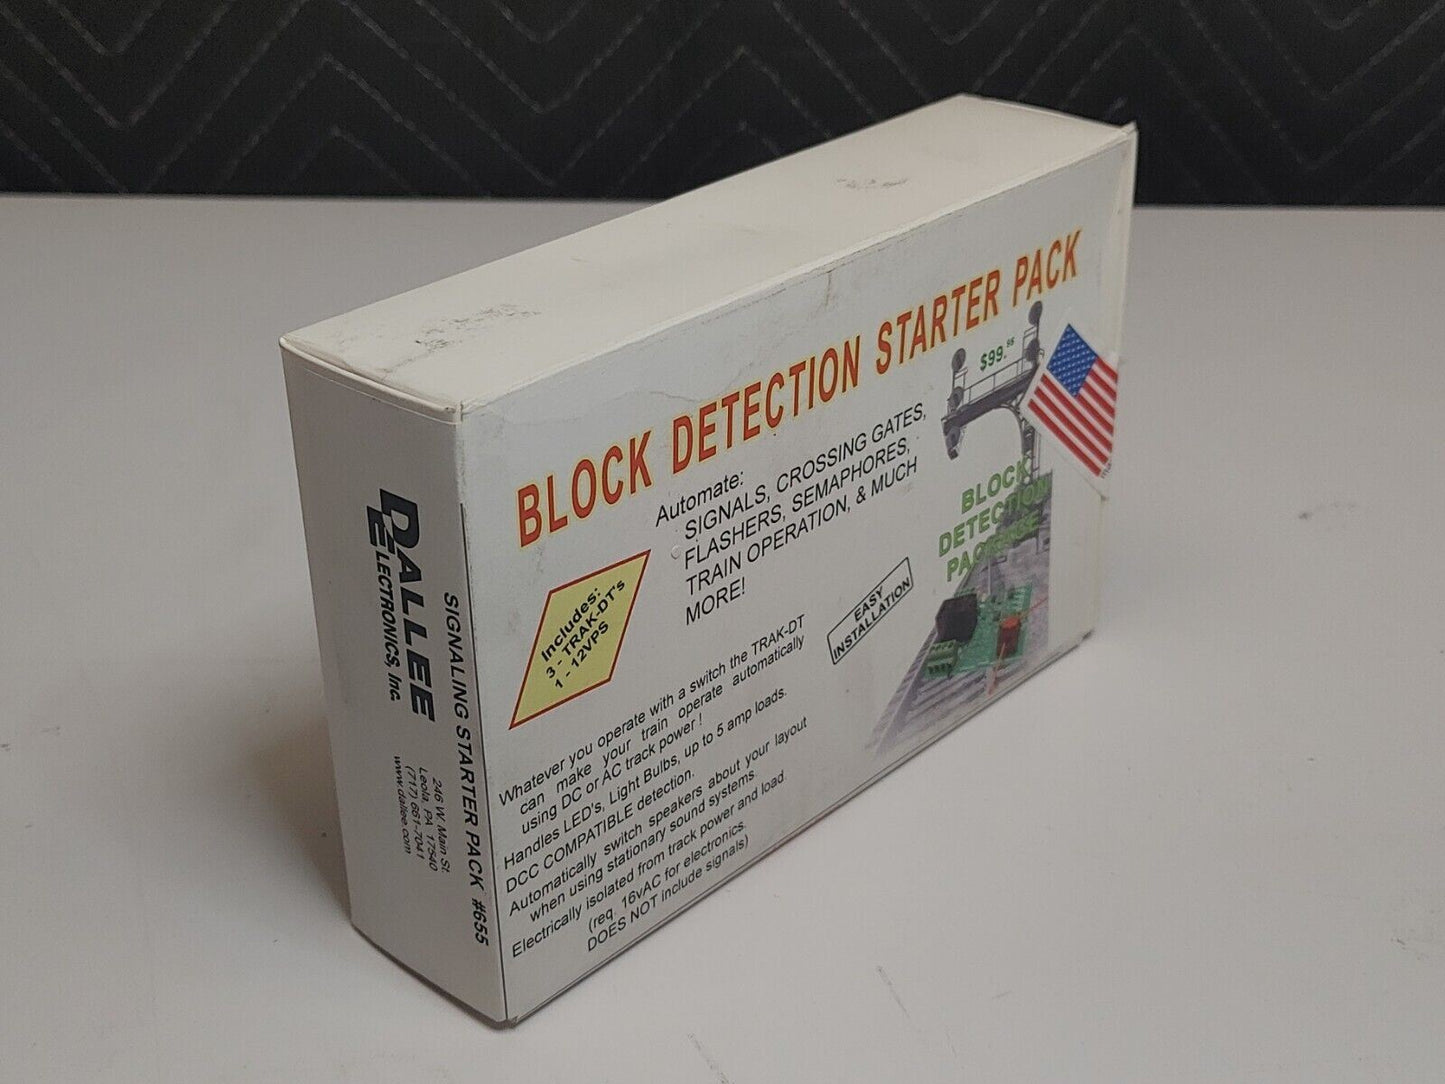 BLOCK DETECTION STARTER PACK
$99.95
Automate:
SIGNALS, CROSSING GATES,
FLASHERS, SEMAPHORES,
TRAIN OPERATION, & MUCH
MORE!
Includes:
3 - TRAK-DT's
1 - 12VPS
EASY
INSTALLATION
BLOCK
DETECTION
Whatever you operate with a switch the TRAK-DT
can make your train operate automatically
using DC or AC track power!
Handles LED's, Light Bulbs, up to 5 amp loads.
DCC COMPATIBLE detection.
Automatically switch speakers about your layout
when using stationary sound systems.
Electrically isolated from track power and load.
(req. 16vAC for electronics.
DOES NOT include signals)
DALLEE
ELECTRONICS, Inc.
246 W. Main St.
Leola, PA 17540
(717) 661-7041
www.dallee.com
SIGNALING STARTER PACK #655